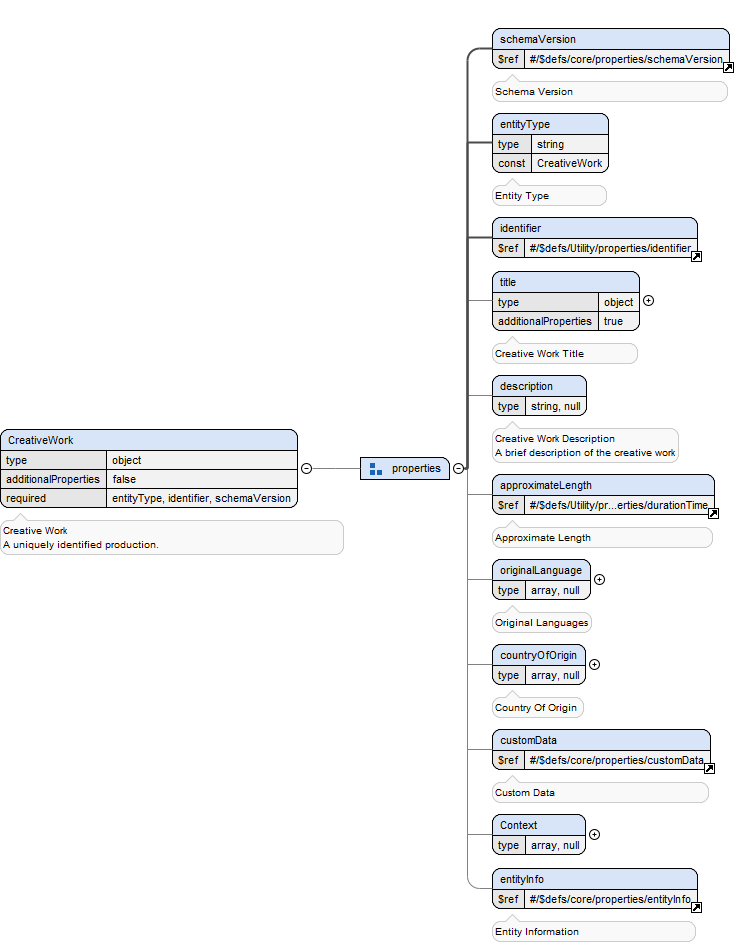 schemaVersion
$ref #/$defs/core/properties/schemaVersion
Schema Version
entityType
type string
const CreativeWork
Entity Type
identifier
$ref #/$defs/Utility/properties/identifier
title
type object
additionalProperties true
Creative Work Title
description
type string, null
Creative Work Description
A brief description of the creative work
CreativeWork
type object
additionalProperties false
required entityType, identifier, schemaVersion
Creative Work
A uniquely identified production.
properties
approximateLength
$ref #/$defs/Utility/pr...erties/durationTime
Approximate Length
originalLanguage
type array, null
Original Languages
countryOfOrigin
type array, null
Country Of Origin
customData
$ref #/$defs/core/properties/customData
Custom Data
Context
type array, null
entityInfo
$ref #/$defs/core/properties/entityInfo
Entity Information